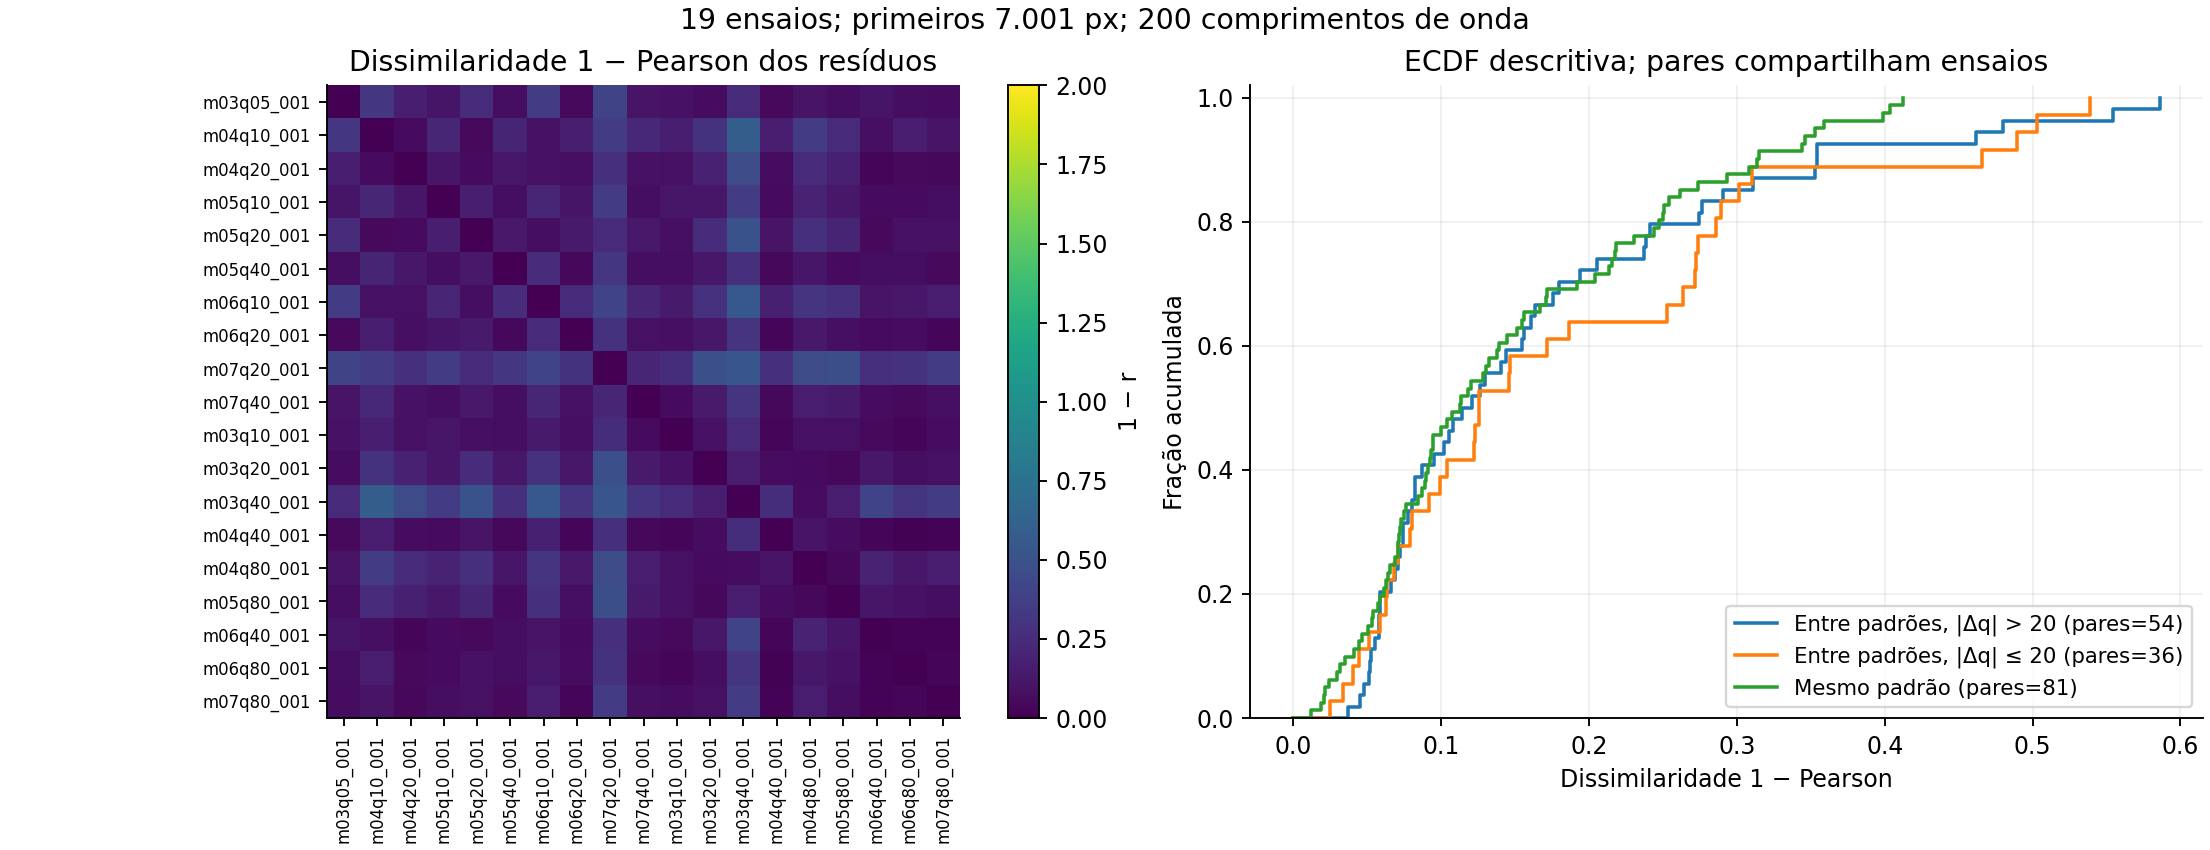 19 ensaios; primeiros 7.001 px; 200 comprimentos de onda
Dissimilaridade 1 − Pearson dos resíduos
m03q05_001
m04q10_001
m04q20_001
m05q10_001
m05q20_001
m05q40_001
m06q10_001
m06q20_001
m07q20_001
m07q40_001
m03q10_001
m03q20_001
m03q40_001
m04q40_001
m04q80_001
m05q80_001
m06q40_001
m06q80_001
m07q80_001
m03q05_001
m04q10_001
m04q20_001
m05q10_001
m05q20_001
m05q40_001
m06q10_001
m06q20_001
m07q20_001
m07q40_001
m03q10_001
m03q20_001
m03q40_001
m04q40_001
m04q80_001
m05q80_001
m06q40_001
m06q80_001
m07q80_001
2.00
1.75
1.50
1.25
1.00
0.75
0.50
0.25
0.00
1 − r
ECDF descritiva; pares compartilham ensaios
Fração acumulada
1.0
0.8
0.6
0.4
0.2
0.0
0.0
0.1
0.2
0.3
0.4
0.5
0.6
Dissimilaridade 1 − Pearson
Entre padrões, |Δq| > 20 (pares=54)
Entre padrões, |Δq| ≤ 20 (pares=36)
Mesmo padrão (pares=81)